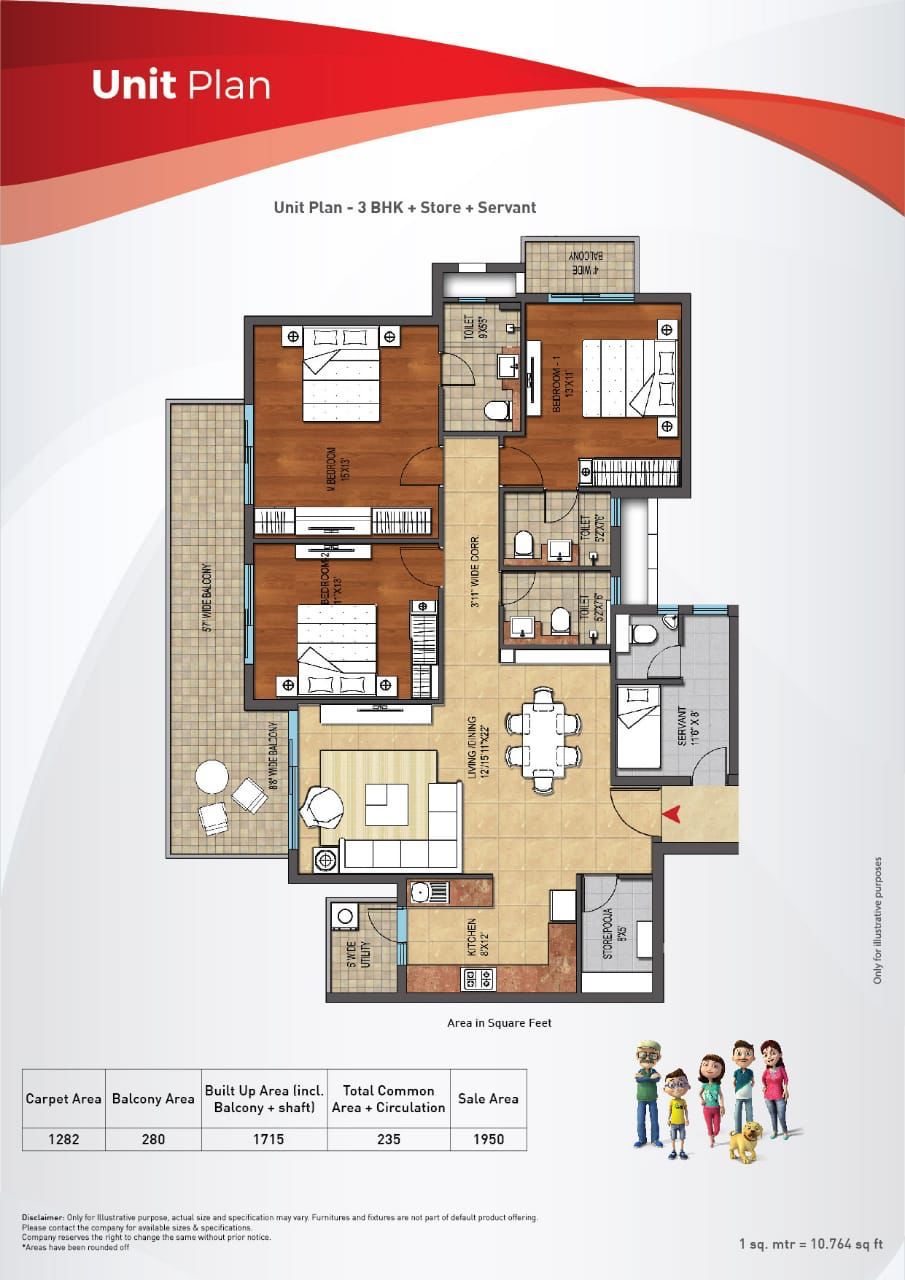 Unit Plan
Unit Plan - 3 BHK + Store + Servant
4' WIDE
BALCONY
TOILET
9'X5'5"
BEDROOM - 1
13'X11'
M.BEDROOM
15'X13'
TOILET
5'2"X7'6"
3'11" WIDE CORR.
BEDROOM-2
11'X13'
5'7" WIDE BALCONY
TOILET
5'2"X7'6"
SERVANT
11'6" X 8'
8'8" WIDE BALCONY
LIVING /DINING
12'/15'11"X22'
KITCHEN
8'X12'
STORE/POOJA
8'X5'
5' WIDE
UTILITY
Only for illustrative purposes
Area in Square Feet
Carpet Area Balcony Area Built Up Area (incl. Balcony + shaft) Total Common Area + Circulation Sale Area
1282 280 1715 235 1950
Disclaimer: Only for Illustrative purpose, actual size and specification may vary. Furnitures and fixtures are not part of default product offering.
Please contact the company for available sizes & specifications.
Company reserves the right to change the same without prior notice.
*Areas have been rounded off
1 sq. mtr = 10.764 sq ft